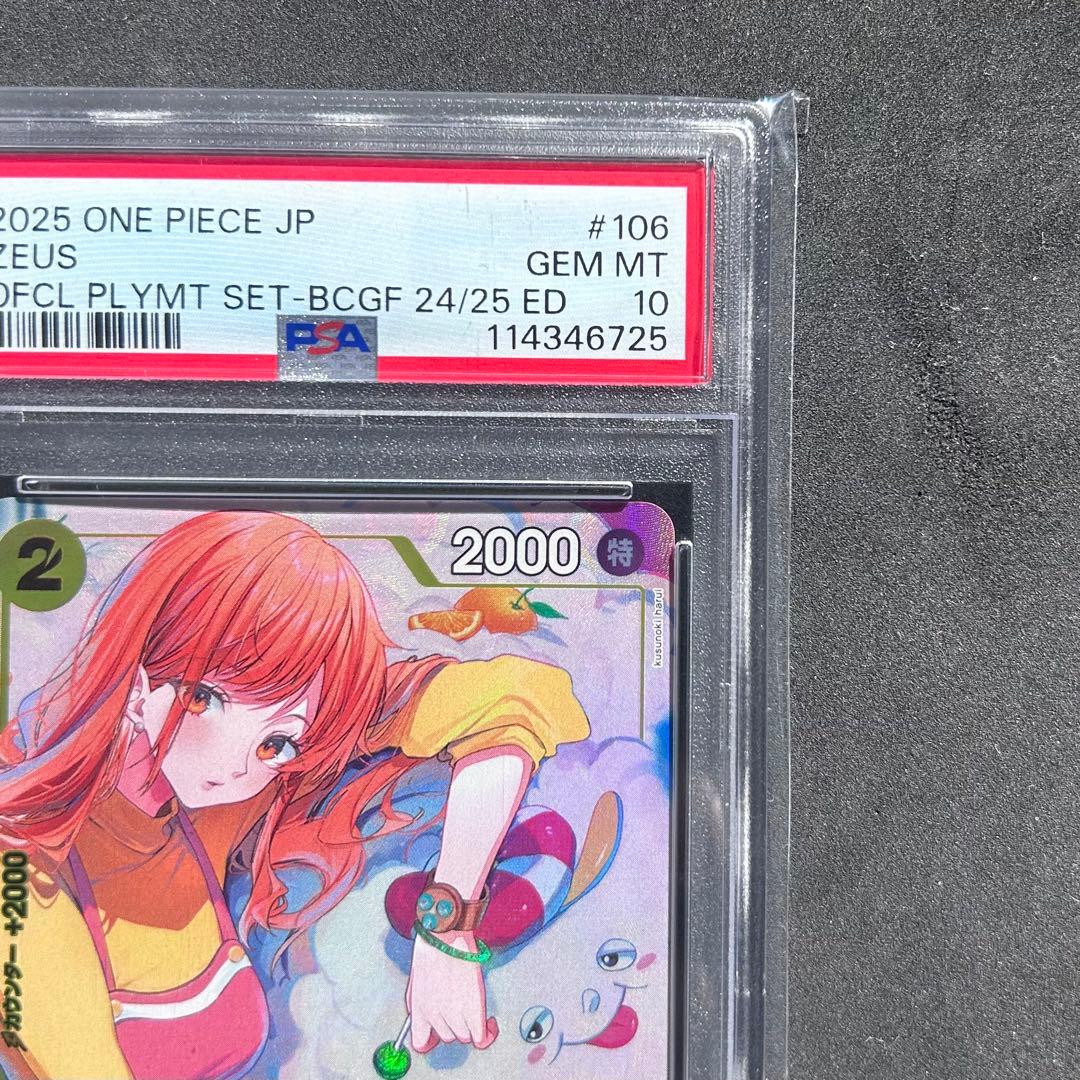 2025 ONE PIECE JP
#106
ZEUS
GEM MT
OFCL PLYMT SET-BCGF 24/25 ED
10
PSA
114346725
2
2000
特
kusunoki harui
カウンター +2000